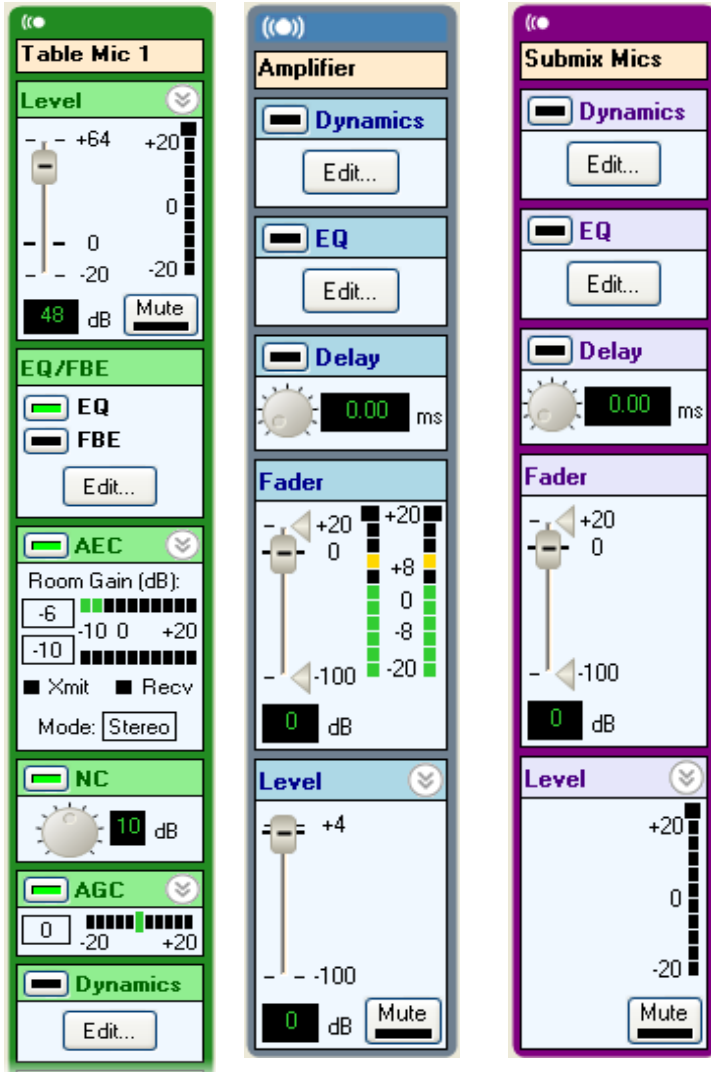 Table Mic 1
Level
+64
+20
0
0
-20
-20
48
dB
Mute
EQ/FBE
EQ
FBE
Edit...
AEC
Room Gain (dB):
-6
-10 0 +20
-10
Xmit Recv
Mode: Stereo
NC
10 dB
AGC
0
-20 +20
Dynamics
Edit...
Amplifier
Dynamics
Edit...
EQ
Edit...
Delay
0.00 ms
Fader
+20
+20
0
+8
0
-8
-100
-20
0 dB
Level
+4
-100
0 dB
Mute
Submix Mics
Dynamics
Edit...
EQ
Edit...
Delay
0.00 ms
Fader
+20
0
-100
0 dB
Level
+20
0
-20
Mute